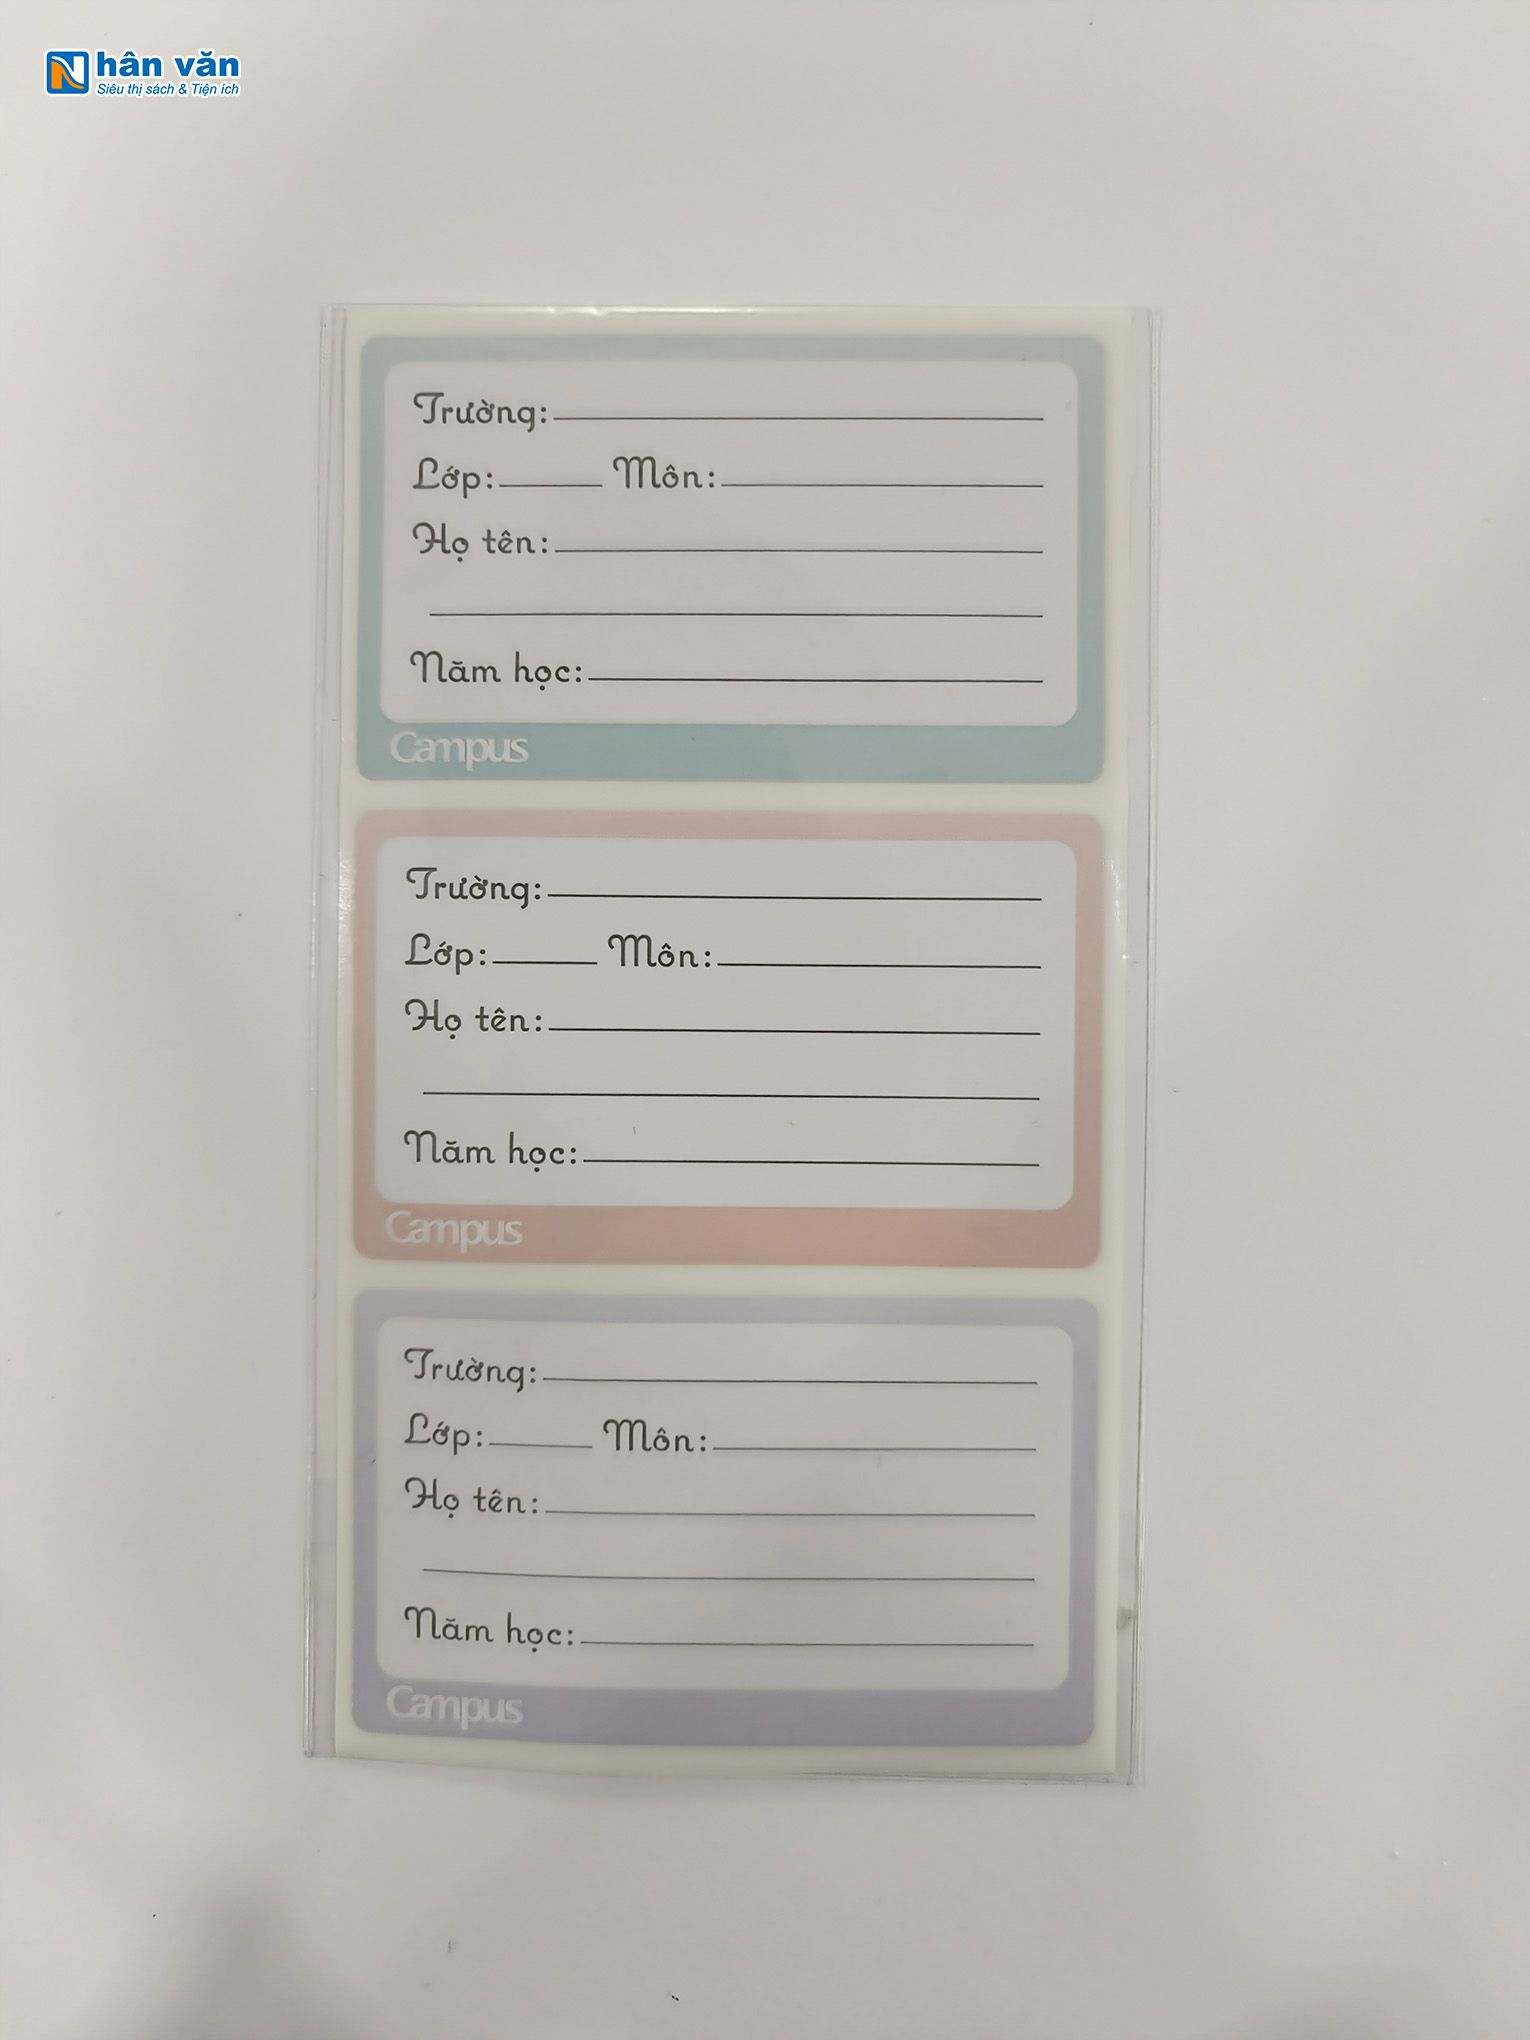 Nhân văn
Siêu thị sách & Tiện ích
Trường:
Lớp: Môn:
Họ tên:
Năm học:
Campus
Trường:
Lớp: Môn:
Họ tên:
Năm học:
Campus
Trường:
Lớp: Môn:
Họ tên:
Năm học:
Campus